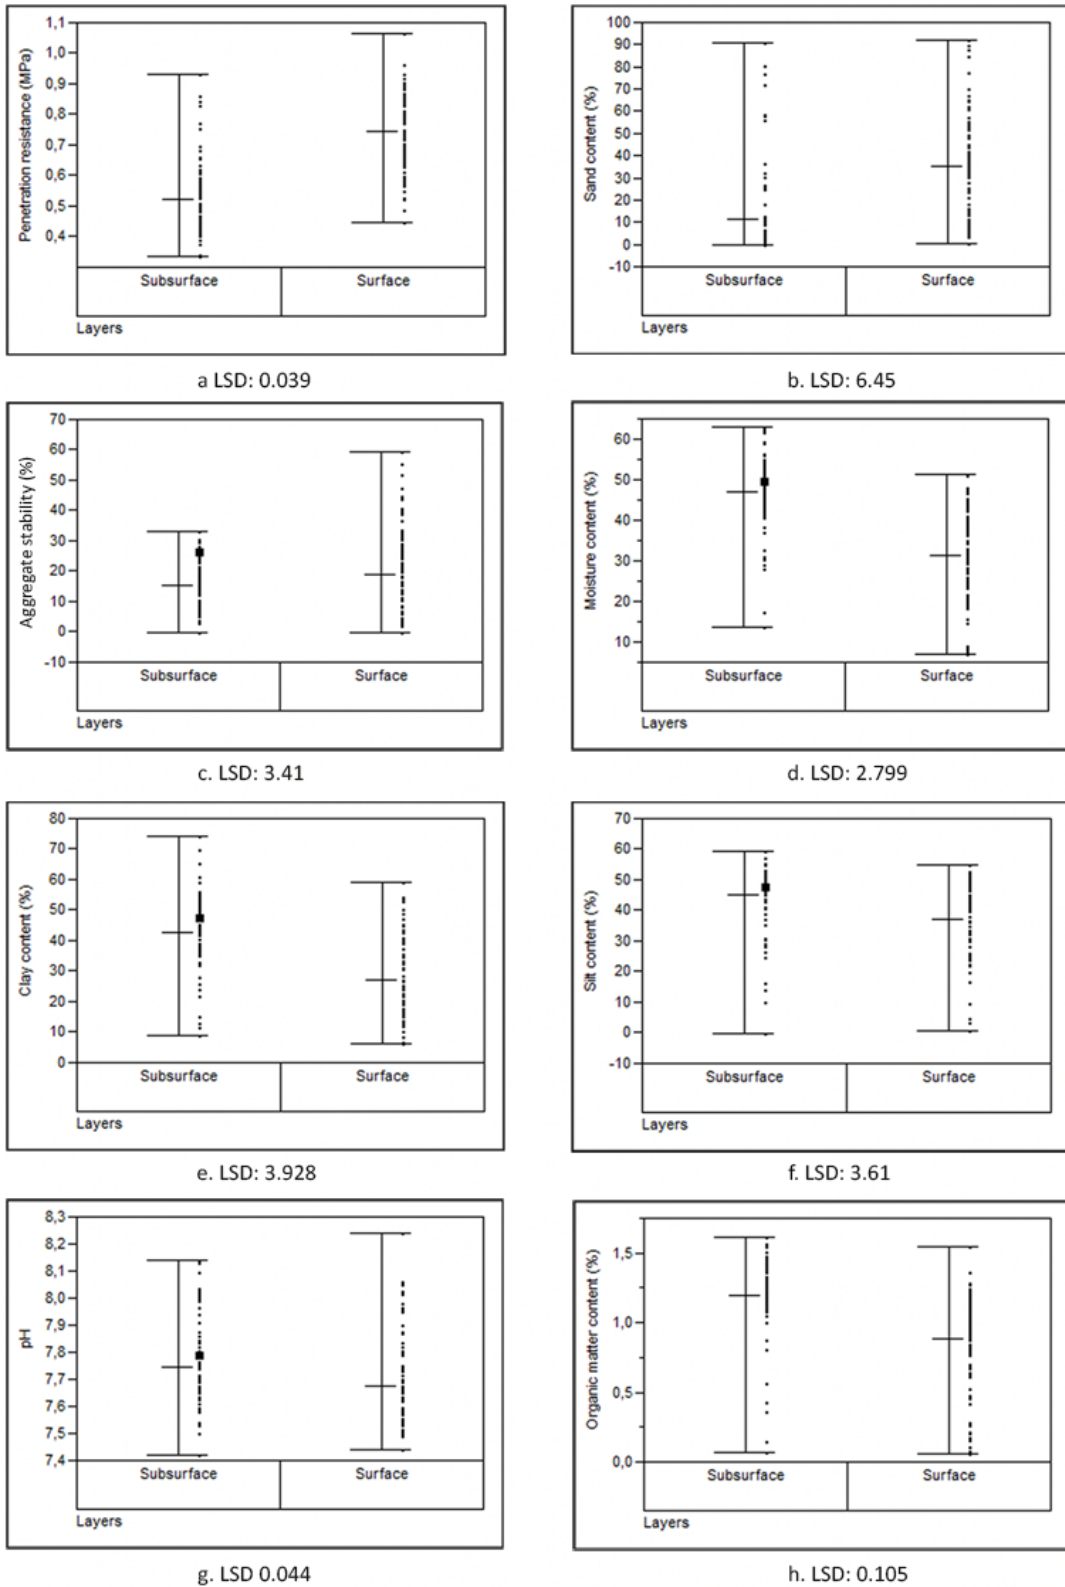 1,1
1,0
0,9
0,8
0,7
0,6
0,5
0,4
Penetration resistance (MPa)
Subsurface Surface
Layers
a LSD: 0.039
100
90
80
70
60
50
40
30
20
10
0
-10
Sand content (%)
Subsurface Surface
Layers
b. LSD: 6.45
70
60
50
40
30
20
10
0
-10
Aggregate stability (%)
Subsurface Surface
Layers
c. LSD: 3.41
60
50
40
30
20
10
Moisture content (%)
Subsurface Surface
Layers
d. LSD: 2.799
80
70
60
50
40
30
20
10
0
Clay content (%)
Subsurface Surface
Layers
e. LSD: 3.928
70
60
50
40
30
20
10
0
-10
Silt content (%)
Subsurface Surface
Layers
f. LSD: 3.61
8,3
8,2
8,1
8,0
7,9
7,8
7,7
7,6
7,5
7,4
pH
Subsurface Surface
Layers
g. LSD 0.044
1,5
1,0
0,5
0,0
Organic matter content (%)
Subsurface Surface
Layers
h. LSD: 0.105